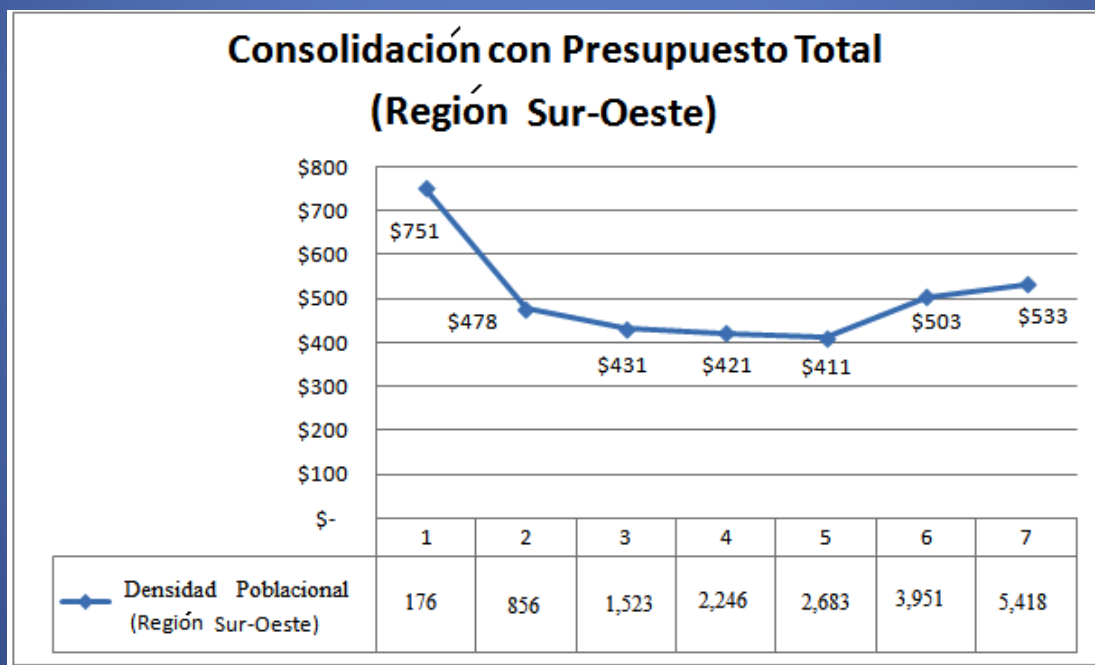 Consolidación con Presupuesto Total
(Región Sur-Oeste)
$800
$700
$600
$500
$400
$300
$200
$100
$-
$751
$478
$431
$421
$411
$503
$533
1 2 3 4 5 6 7
Densidad Poblacional
(Región Sur-Oeste)
176 856 1,523 2,246 2,683 3,951 5,418